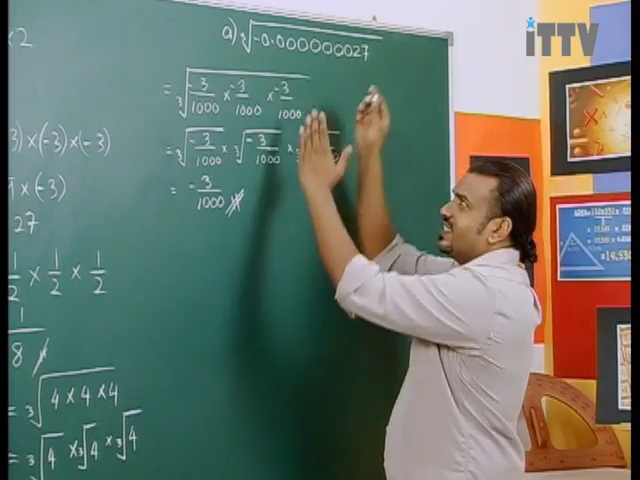 ITTV
×2
a) ∛-0.000000027
= ∛-3/1000 × -3/1000 × -3/1000
= ∛-3/1000 × ∛-3/1000 × ∛
= -3/1000
3) × (-3) × (-3)
× (-3)
27
1/2 × 1/2 × 1/2
1/8
= ∛4 × 4 × 4
= ∛4 × ∛4 × ∛4